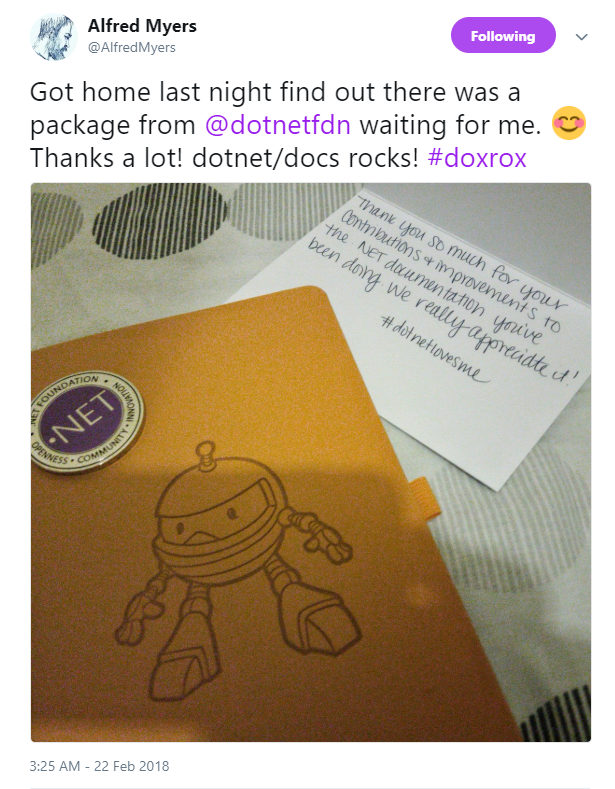 Alfred Myers
@AlfredMyers
Following
Got home last night find out there was a
package from @dotnetfdn waiting for me. 😊
Thanks a lot! dotnet/docs rocks! #doxrox
Thank you so much for your
Contributions + improvements to
the .NET documentation you've
been doing. We really appreciate it!
#dotnetlovesme
.NET FOUNDATION • INNOVATION •
.NET
OPENNESS • COMMUNITY •
3:25 AM - 22 Feb 2018